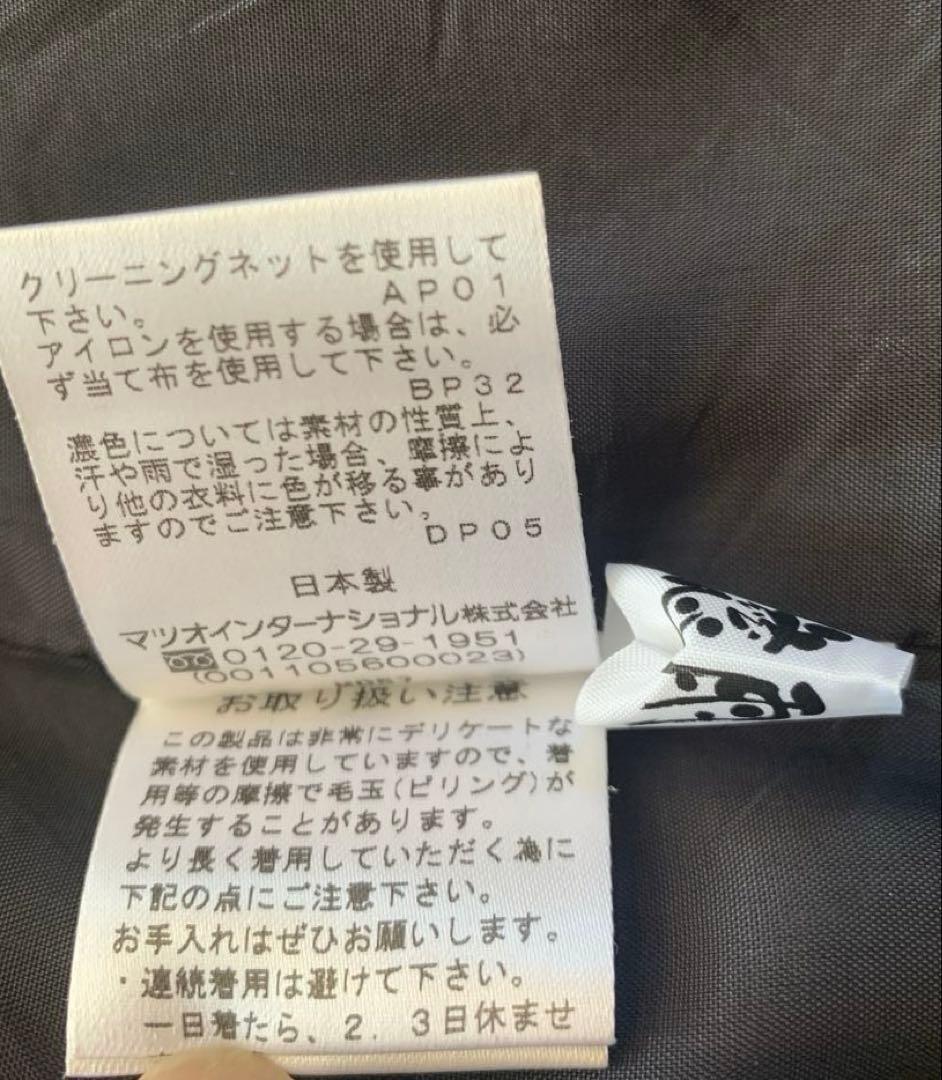 クリーニングネットを使用して
下さい。 AP01
アイロンを使用する場合は、必
ず当て布を使用して下さい。
BP32
濃色については素材の性質上、
汗や雨で湿った場合、摩擦によ
り他の衣料に色が移る事があり
ますのでご注意下さい。
DP05
日本製
マツオインターナショナル株式会社
0120-29-1951
(001105600023)
お取り扱い注意
この製品は非常にデリケートな
素材を使用していますので、着
用等の摩擦で毛玉(ピリング)が
発生することがあります。
より長く着用していただく為に
下記の点にご注意下さい。
お手入れはぜひお願いします。
・連続着用は避けて下さい。
一日着たら、2．3日休ませ